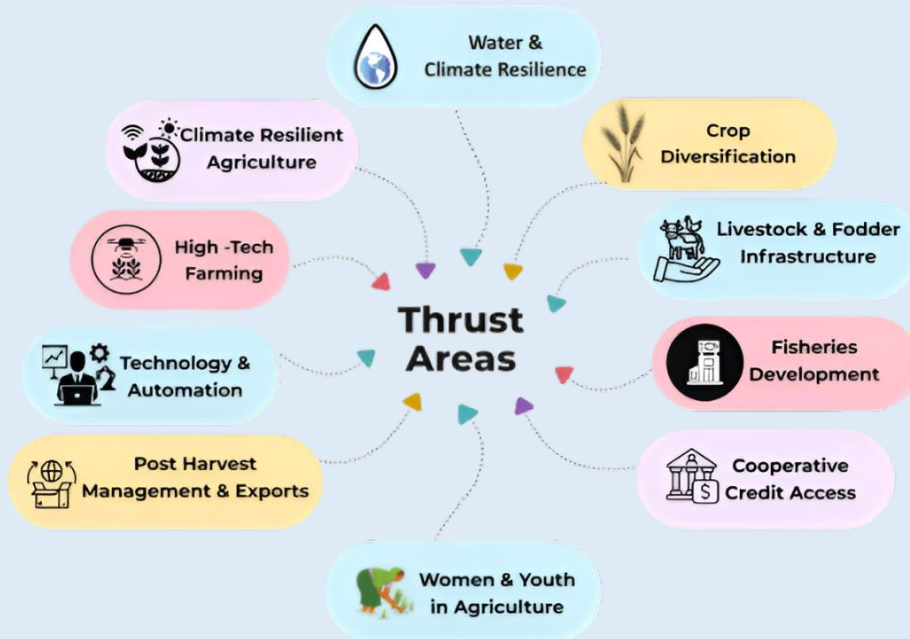 Water &
Climate Resilience
Climate Resilient
Agriculture
Crop
Diversification
High -Tech
Farming
Livestock & Fodder
Infrastructure
Thrust
Areas
Technology &
Automation
Fisheries
Development
Post Harvest
Management & Exports
Cooperative
Credit Access
$
Women & Youth
in Agriculture